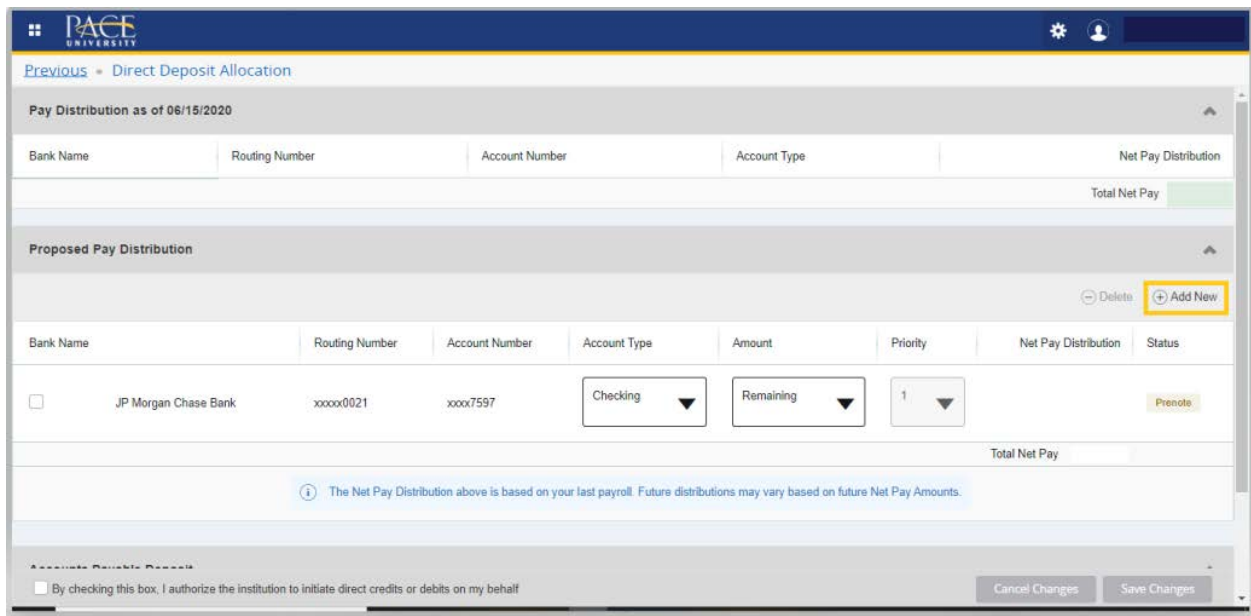 PACE
UNIVERSITY
Previous • Direct Deposit Allocation
Pay Distribution as of 06/15/2020
Bank Name Routing Number Account Number Account Type Net Pay Distribution
Total Net Pay
Proposed Pay Distribution
Delete Add New
Bank Name Routing Number Account Number Account Type Amount Priority Net Pay Distribution Status
JP Morgan Chase Bank xxxxx0021 xxxx7597 Checking Remaining 1 Prenote
Total Net Pay
The Net Pay Distribution above is based on your last payroll. Future distributions may vary based on future Net Pay Amounts.
Accounts Payable Deposit
By checking this box, I authorize the institution to initiate direct credits or debits on my behalf Cancel Changes Save Changes